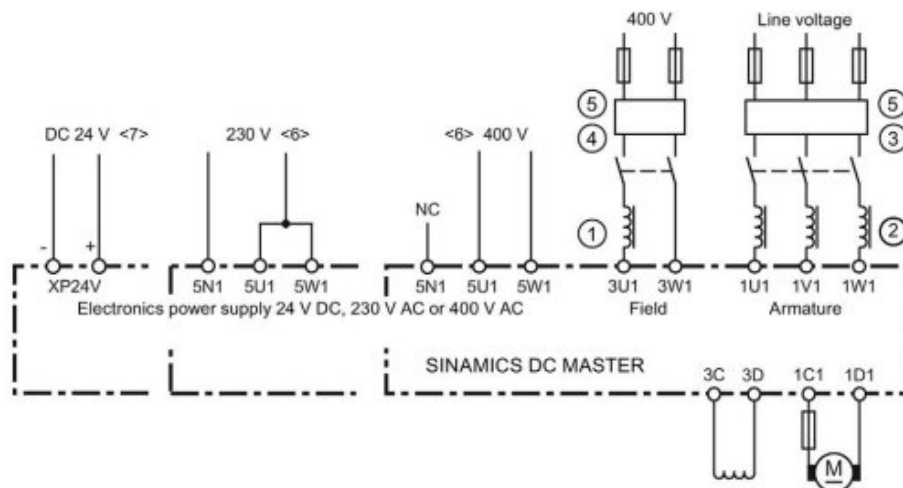 400 V Line voltage
5 5
DC 24 V <7> 230 V <6> <6> 400 V 4 3
NC
1 2
- +
XP24V 5N1 5U1 5W1 5N1 5U1 5W1 3U1 3W1 1U1 1V1 1W1
Electronics power supply 24 V DC, 230 V AC or 400 V AC Field Armature
SINAMICS DC MASTER
3C 3D 1C1 1D1
M